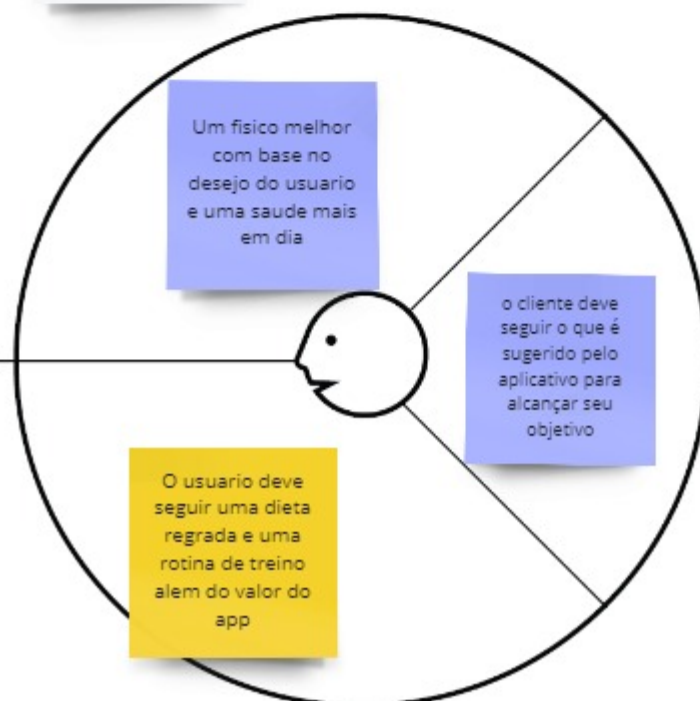 Um fisico melhor
com base no
desejo do usuario
e uma saude mais
em dia
o cliente deve
seguir o que é
sugerido pelo
aplicativo para
alcançar seu
objetivo
O usuario deve
seguir uma dieta
regrada e uma
rotina de treino
alem do valor do
app